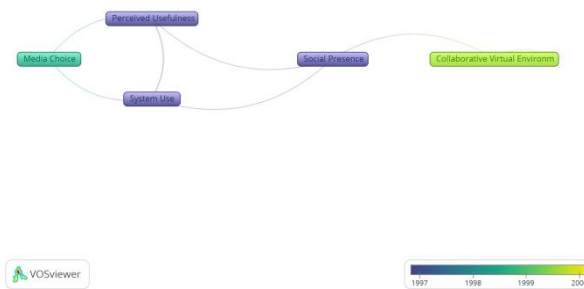 Perceived Usefulness
Media Choice
Social Presence
Collaborative Virtual Environm
System Use
VOSviewer
1997 1998 1999 200